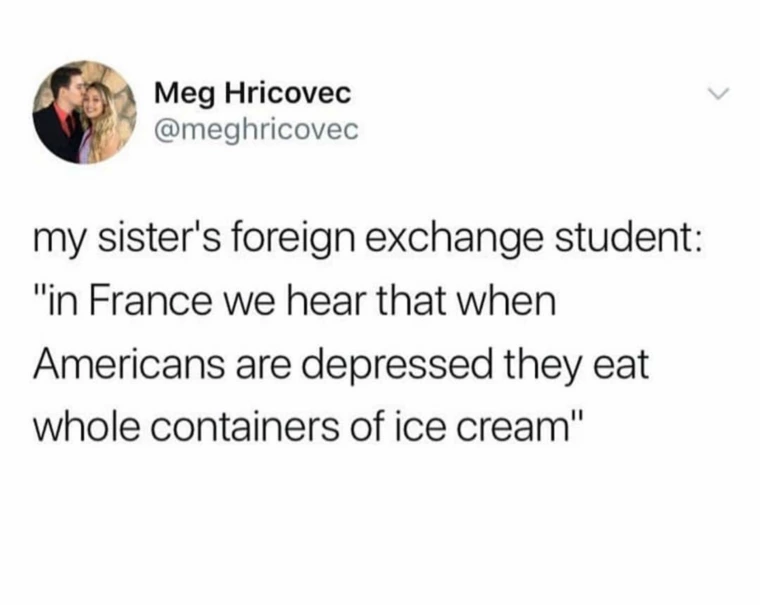 Meg Hricovec
@meghricovec
my sister's foreign exchange student:
"in France we hear that when
Americans are depressed they eat
whole containers of ice cream"